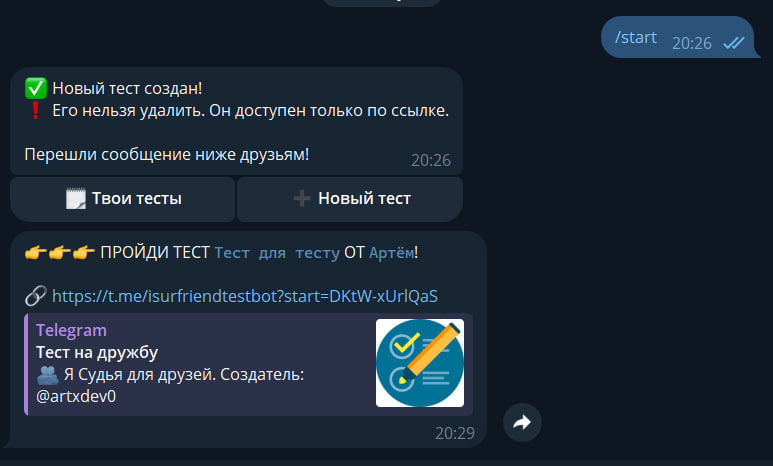 /start 20:26
✅ Новый тест создан!
❗ Его нельзя удалить. Он доступен только по ссылке.
Перешли сообщение ниже друзьям!
20:26
🗒 Твои тесты
➕ Новый тест
👉👉👉 ПРОЙДИ ТЕСТ Тест для тесту ОТ Артём!
🔗 https://t.me/isurfriendtestbot?start=DKtW-xUrlQaS
Telegram
Тест на дружбу
🫂 Я Судья для друзей. Создатель:
@artxdev0
20:29